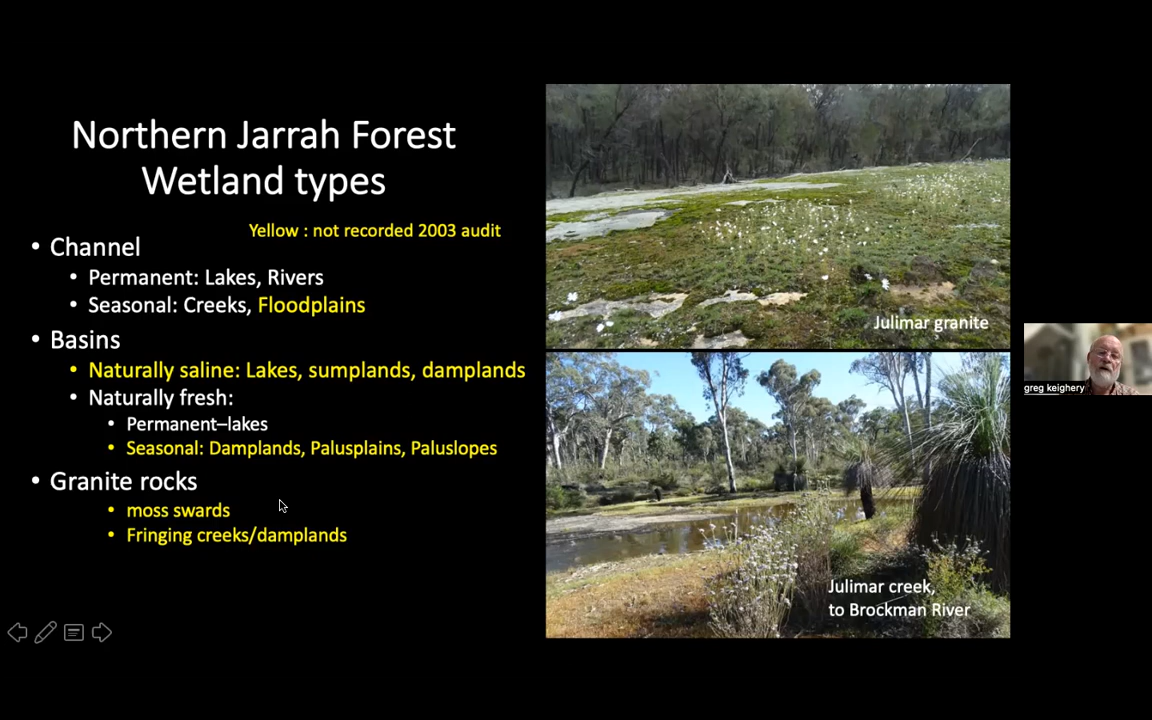 Northern Jarrah Forest
Wetland types
Yellow : not recorded 2003 audit
• Channel
• Permanent: Lakes, Rivers
• Seasonal: Creeks, Floodplains
• Basins
• Naturally saline: Lakes, sumplands, damplands
• Naturally fresh:
• Permanent–lakes
• Seasonal: Damplands, Palusplains, Paluslopes
• Granite rocks
• moss swards
• Fringing creeks/damplands
Julimar granite
Julimar creek,
to Brockman River
greg keighery